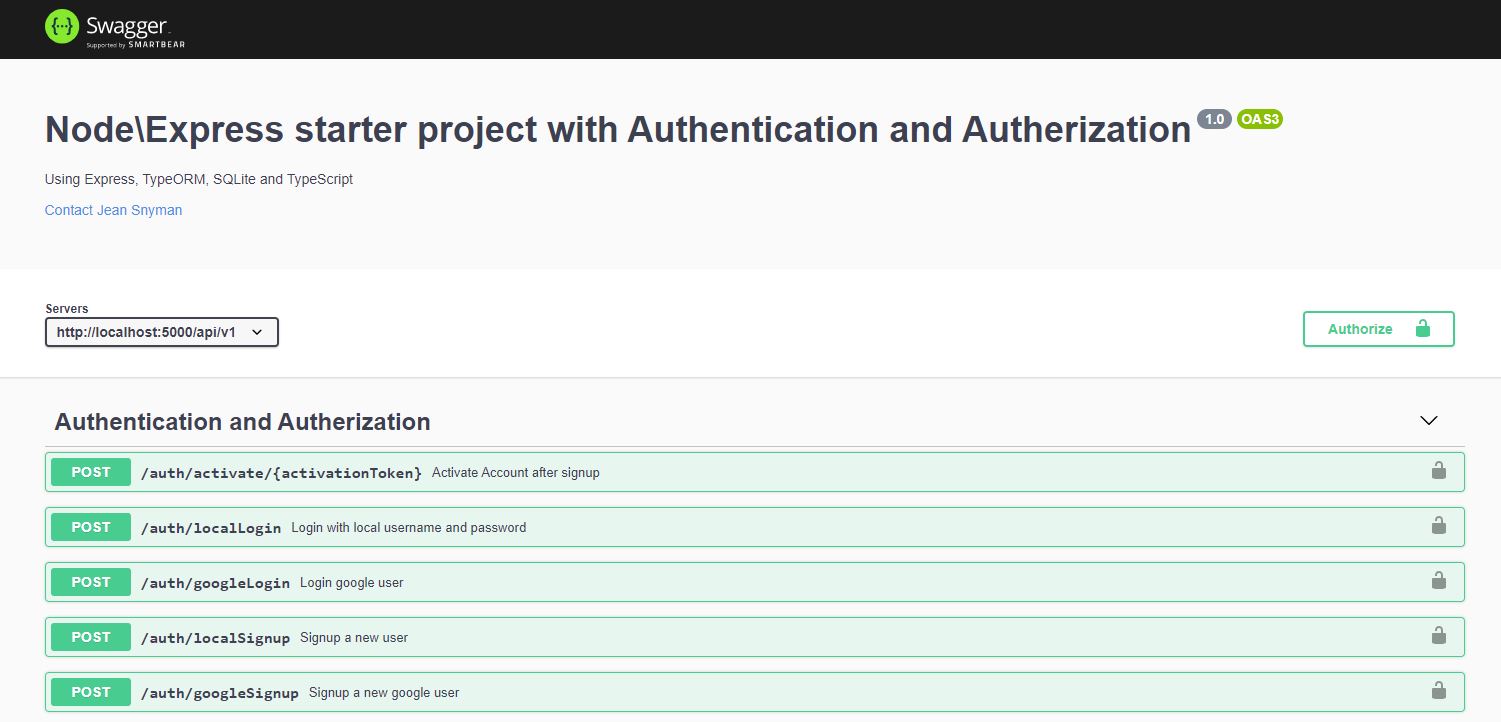 Swagger
Supported by SMARTBEAR
Node\Express starter project with Authentication and Autherization 1.0 OAS3
Using Express, TypeORM, SQLite and TypeScript
Contact Jean Snyman
Servers
http://localhost:5000/api/v1
Authorize
Authentication and Autherization
POST /auth/activate/{activationToken} Activate Account after signup
POST /auth/localLogin Login with local username and password
POST /auth/googleLogin Login google user
POST /auth/localSignup Signup a new user
POST /auth/googleSignup Signup a new google user